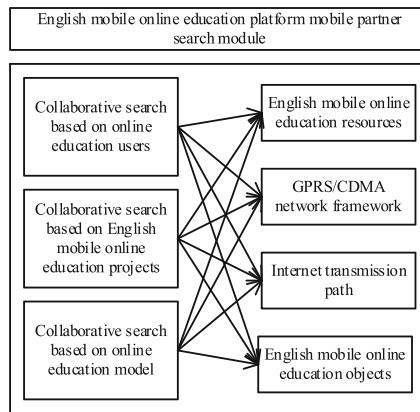 English mobile online education platform mobile partner
search module
Collaborative search
based on online
education users
Collaborative search
based on English
mobile online
education projects
Collaborative search
based on online
education model
English mobile online
education resources
GPRS/CDMA
network framework
Internet transmission
path
English mobile online
education objects